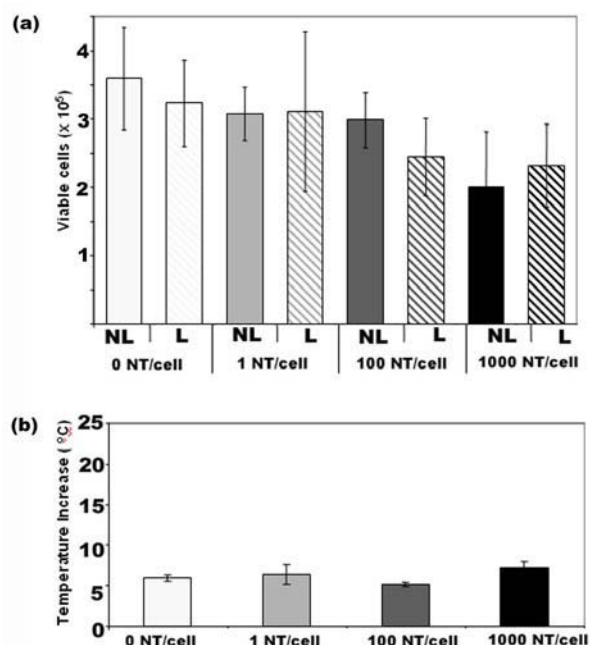 (a)
Viable cells (x 10⁵)
4
3
2
1
NL L NL L NL L NL L
0 NT/cell 1 NT/cell 100 NT/cell 1000 NT/cell
(b)
Temperature Increase ( ºC)
25
20
15
10
5
0
0 NT/cell 1 NT/cell 100 NT/cell 1000 NT/cell